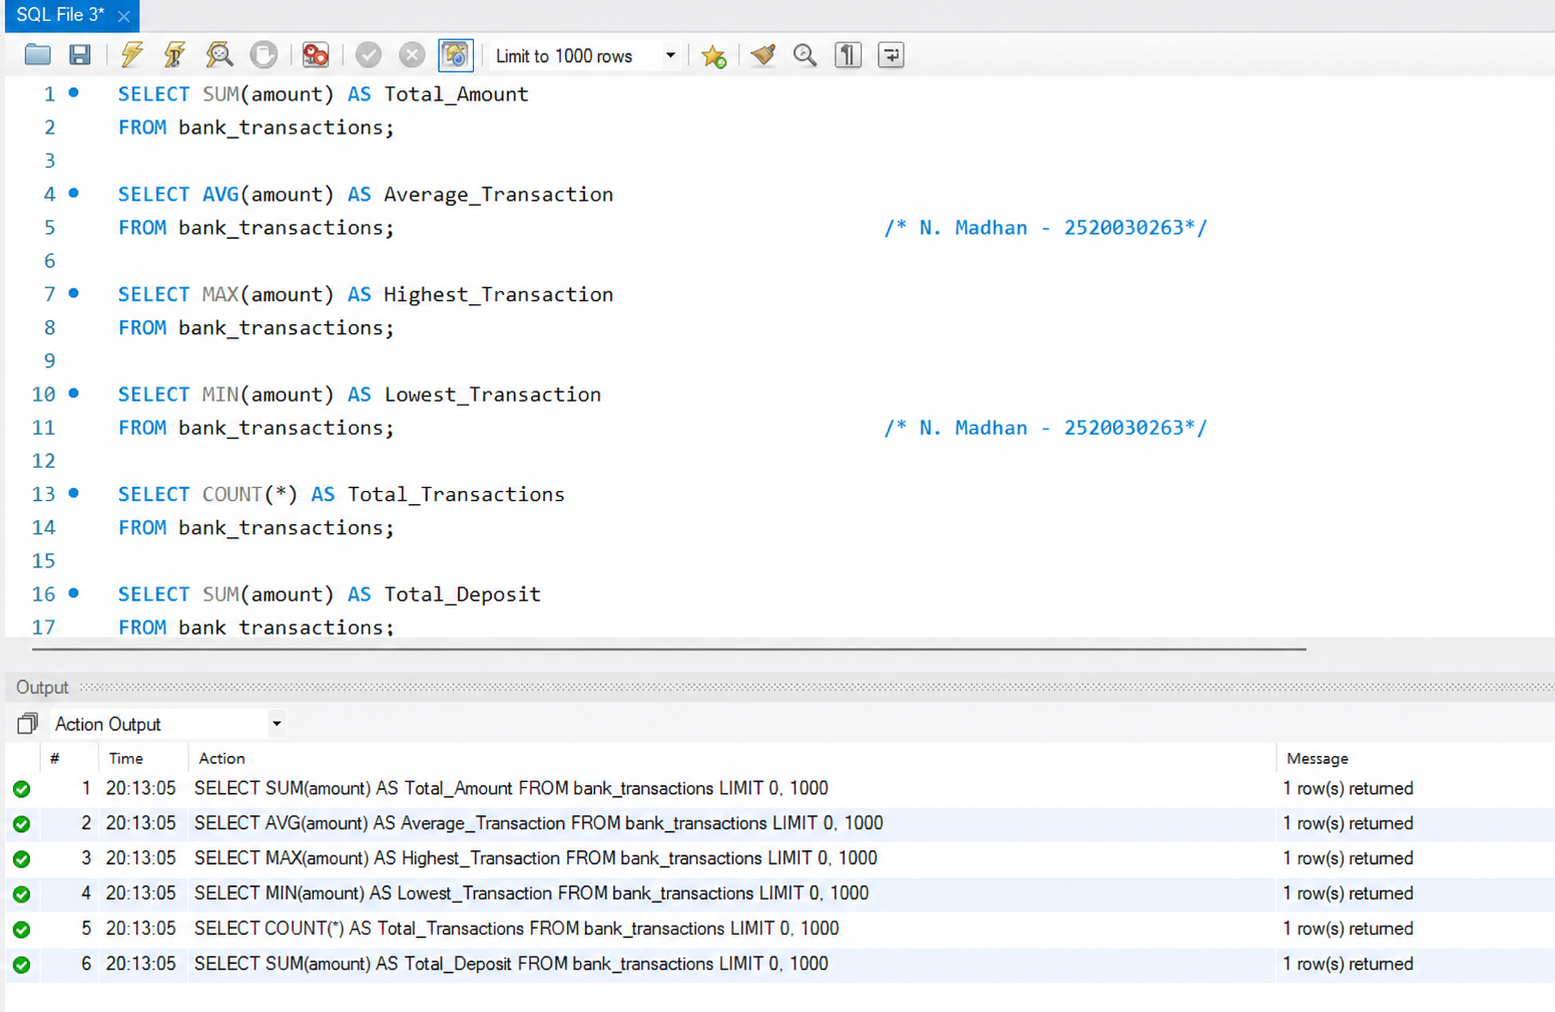 SQL File 3*
Limit to 1000 rows
1 SELECT SUM(amount) AS Total_Amount
2 FROM bank_transactions;
3
4 SELECT AVG(amount) AS Average_Transaction
5 FROM bank_transactions; /* N. Madhan - 2520030263*/
6
7 SELECT MAX(amount) AS Highest_Transaction
8 FROM bank_transactions;
9
10 SELECT MIN(amount) AS Lowest_Transaction
11 FROM bank_transactions; /* N. Madhan - 2520030263*/
12
13 SELECT COUNT(*) AS Total_Transactions
14 FROM bank_transactions;
15
16 SELECT SUM(amount) AS Total_Deposit
17 FROM bank transactions;
Output
Action Output
# Time Action Message
1 20:13:05 SELECT SUM(amount) AS Total_Amount FROM bank_transactions LIMIT 0, 1000 1 row(s) returned
2 20:13:05 SELECT AVG(amount) AS Average_Transaction FROM bank_transactions LIMIT 0, 1000 1 row(s) returned
3 20:13:05 SELECT MAX(amount) AS Highest_Transaction FROM bank_transactions LIMIT 0, 1000 1 row(s) returned
4 20:13:05 SELECT MIN(amount) AS Lowest_Transaction FROM bank_transactions LIMIT 0, 1000 1 row(s) returned
5 20:13:05 SELECT COUNT(*) AS Total_Transactions FROM bank_transactions LIMIT 0, 1000 1 row(s) returned
6 20:13:05 SELECT SUM(amount) AS Total_Deposit FROM bank_transactions LIMIT 0, 1000 1 row(s) returned